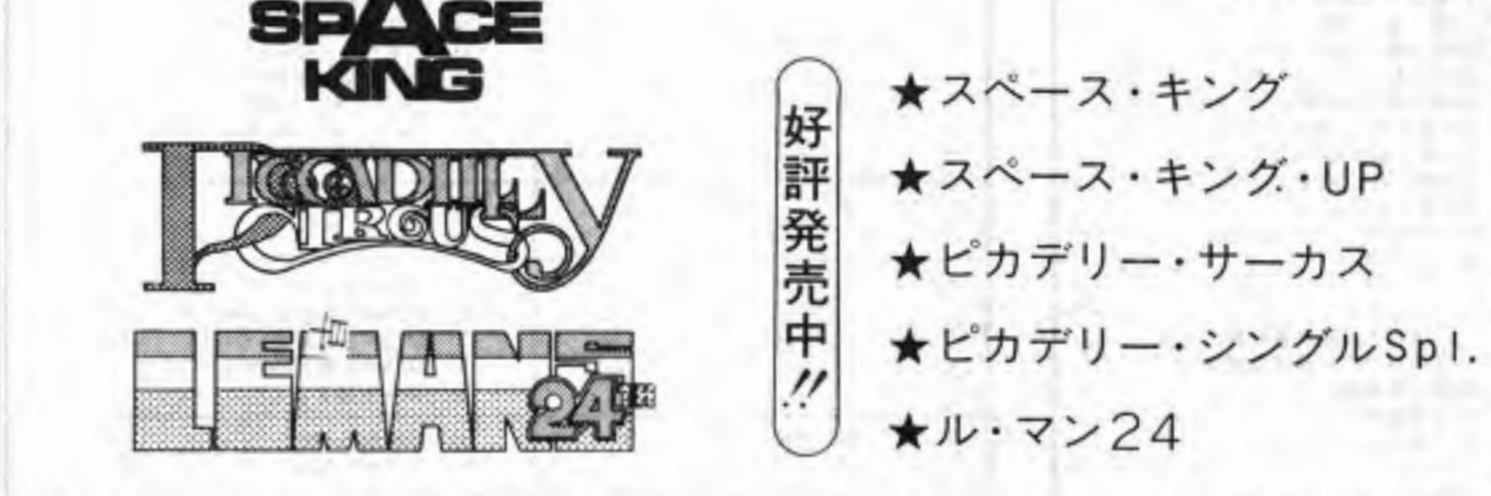 SPACE
KING
PICCADILLY
CIRCUS
LE MANS
24
好評発売中!!
★スペース・キング
★スペース・キング・UP
★ピカデリー・サーカス
★ピカデリー・シングルSpl.
★ル・マン24